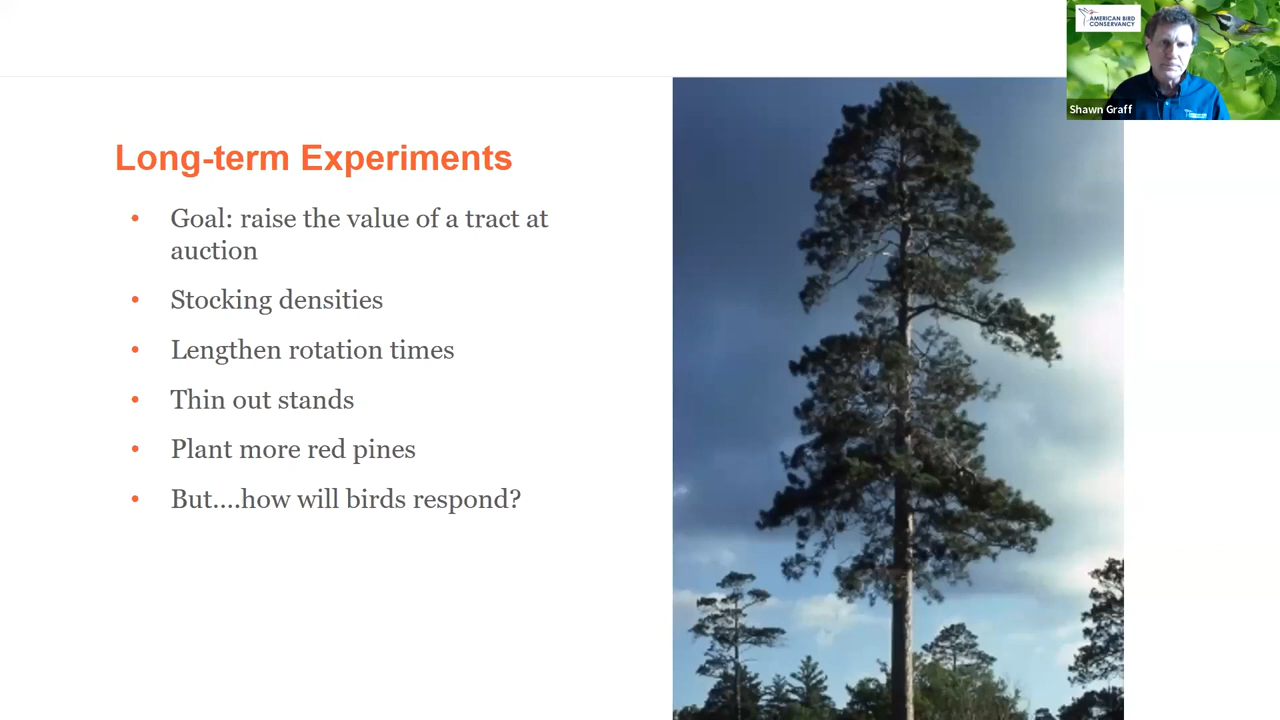 AMERICAN BIRD
CONSERVANCY
Shawn Graff
Long-term Experiments
• Goal: raise the value of a tract at
auction
• Stocking densities
• Lengthen rotation times
• Thin out stands
• Plant more red pines
• But....how will birds respond?